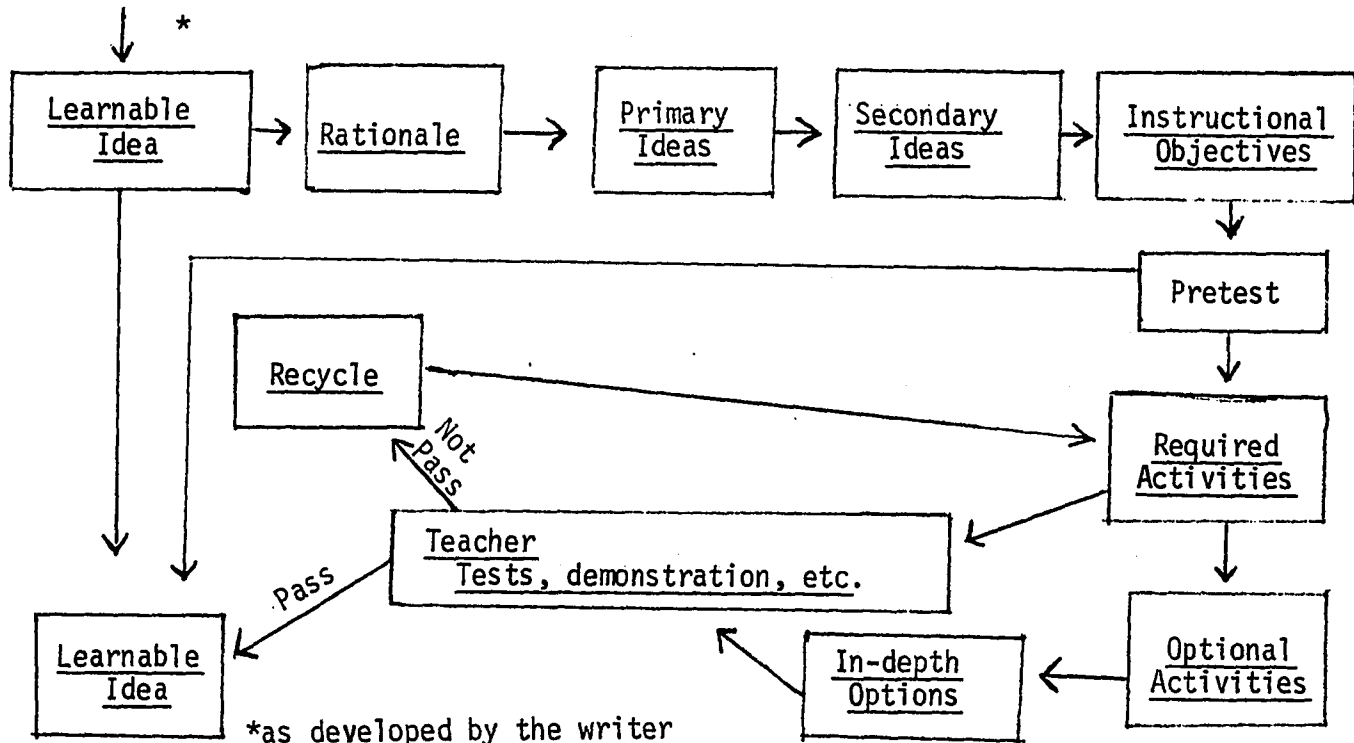 *
Learnable
Idea
Rationale
Primary
Ideas
Secondary
Ideas
Instructional
Objectives
Pretest
Recycle
Not
Pass
Required
Activities
Teacher
Tests, demonstration, etc.
Pass
Learnable
Idea
In-depth
Options
Optional
Activities
*as developed by the writer